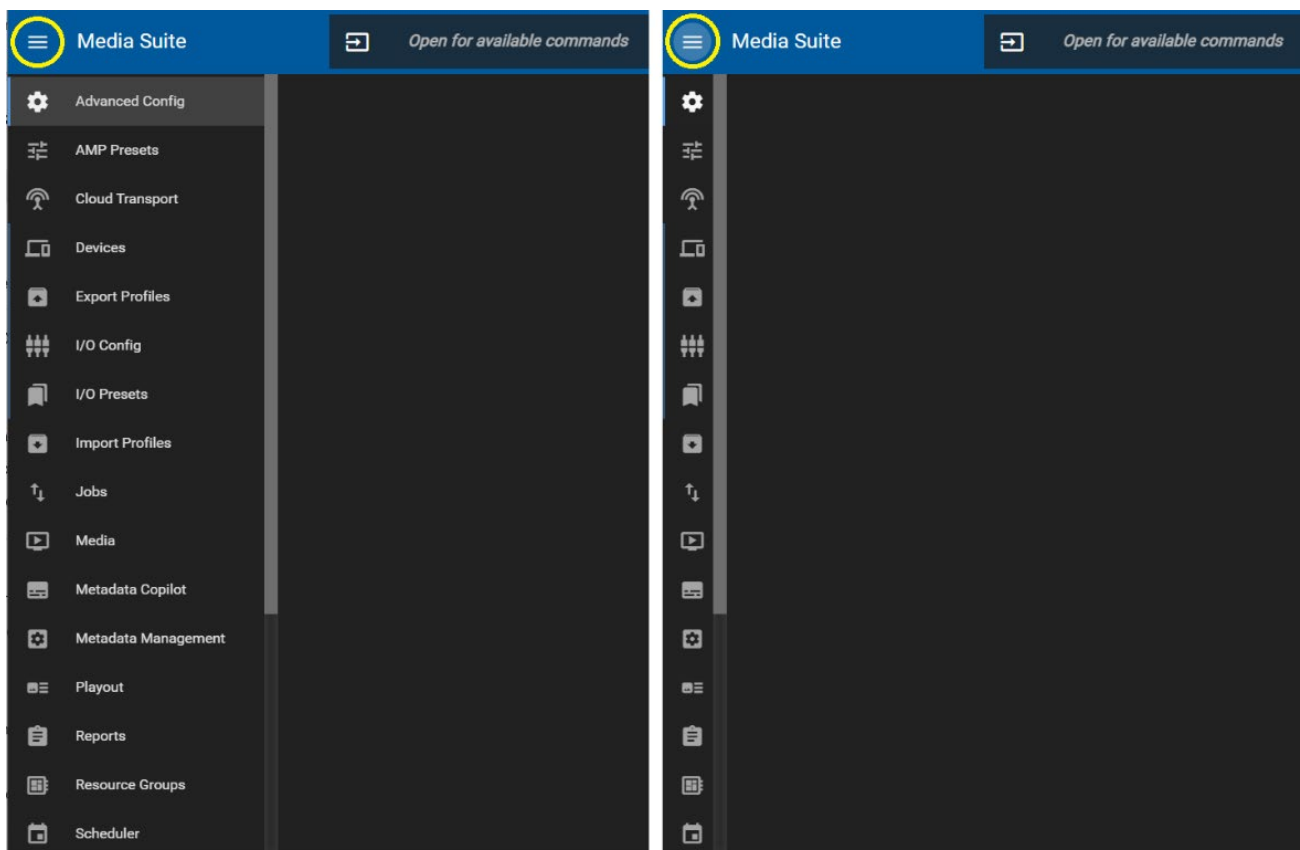 Media Suite
Open for available commands
Advanced Config
AMP Presets
Cloud Transport
Devices
Export Profiles
I/O Config
I/O Presets
Import Profiles
Jobs
Media
Metadata Copilot
Metadata Management
Playout
Reports
Resource Groups
Scheduler
Media Suite
Open for available commands